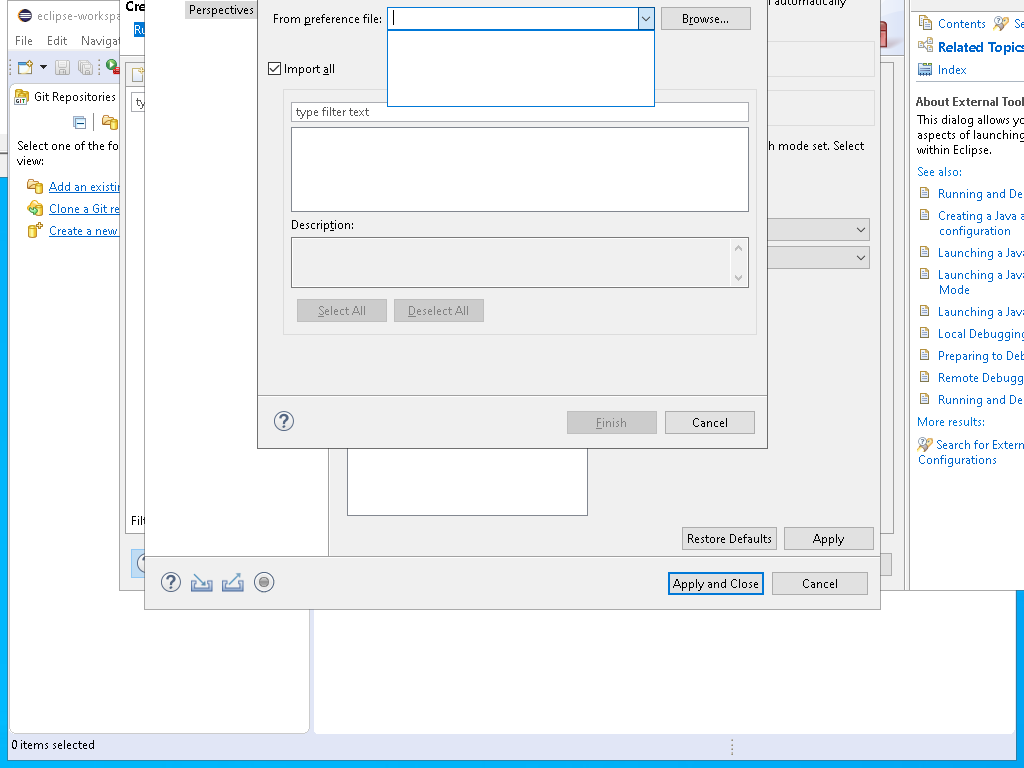 eclipse-workspa
File Edit Navigat
Git Repositories
Select one of the fo
view:
Add an existin
Clone a Git re
Create a new
Cre
Ru
ty
Filt
Perspectives
From preference file:
Browse...
Import all
type filter text
Description:
Select All Deselect All
Finish Cancel
automatically
h mode set. Select
Restore Defaults Apply
Apply and Close Cancel
Contents Se
Related Topics
Index
About External Tool
This dialog allows yo
aspects of launching
within Eclipse.
See also:
Running and De
Creating a Java a
configuration
Launching a Java
Launching a Java
Mode
Launching a Java
Local Debugging
Preparing to Deb
Remote Debugg
Running and De
More results:
Search for Extern
Configurations
0 items selected